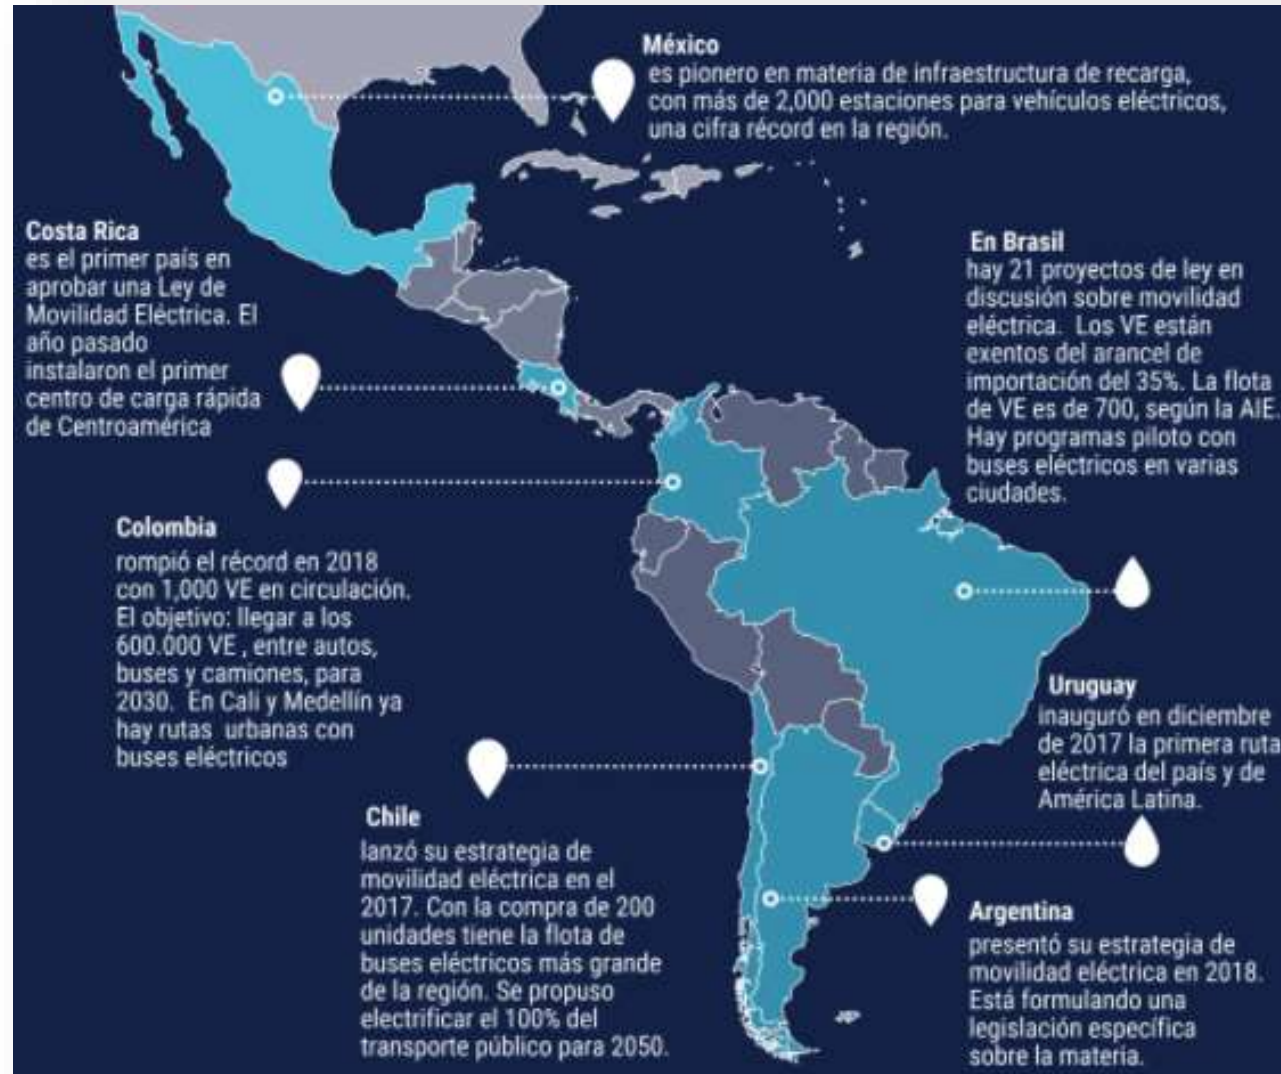 México
es pionero en materia de infraestructura de recarga,
con más de 2,000 estaciones para vehículos eléctricos,
una cifra récord en la región.
Costa Rica
es el primer país en
aprobar una Ley de
Movilidad Eléctrica. El
año pasado
instalaron el primer
centro de carga rápida
de Centroamérica
En Brasil
hay 21 proyectos de ley en
discusión sobre movilidad
eléctrica. Los VE están
exentos del arancel de
importación del 35%. La flota
de VE es de 700, según la AIE.
Hay programas piloto con
buses eléctricos en varias
ciudades.
Colombia
rompió el récord en 2018
con 1,000 VE en circulación.
El objetivo: llegar a los
600.000 VE , entre autos,
buses y camiones, para
2030. En Cali y Medellín ya
hay rutas urbanas con
buses eléctricos
Uruguay
inauguró en diciembre
de 2017 la primera ruta
eléctrica del país y de
América Latina.
Chile
lanzó su estrategia de
movilidad eléctrica en el
2017. Con la compra de 200
unidades tiene la flota de
buses eléctricos más grande
de la región. Se propuso
electrificar el 100% del
transporte público para 2050.
Argentina
presentó su estrategia de
movilidad eléctrica en 2018.
Está formulando una
legislación específica
sobre la materia.